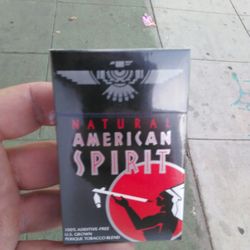 NATURAL
AMERICAN
SPIRIT
100% ADDITIVE-FREE
U.S. GROWN
PERIQUE TOBACCO BLEND